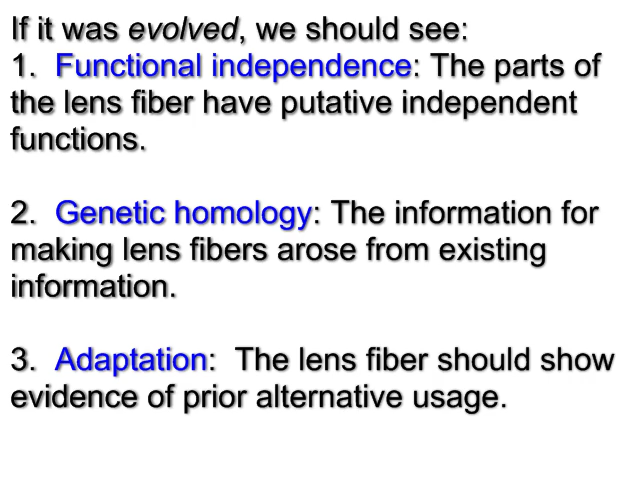 If it was evolved, we should see:
1. Functional independence: The parts of
the lens fiber have putative independent
functions.
2. Genetic homology: The information for
making lens fibers arose from existing
information.
3. Adaptation: The lens fiber should show
evidence of prior alternative usage.